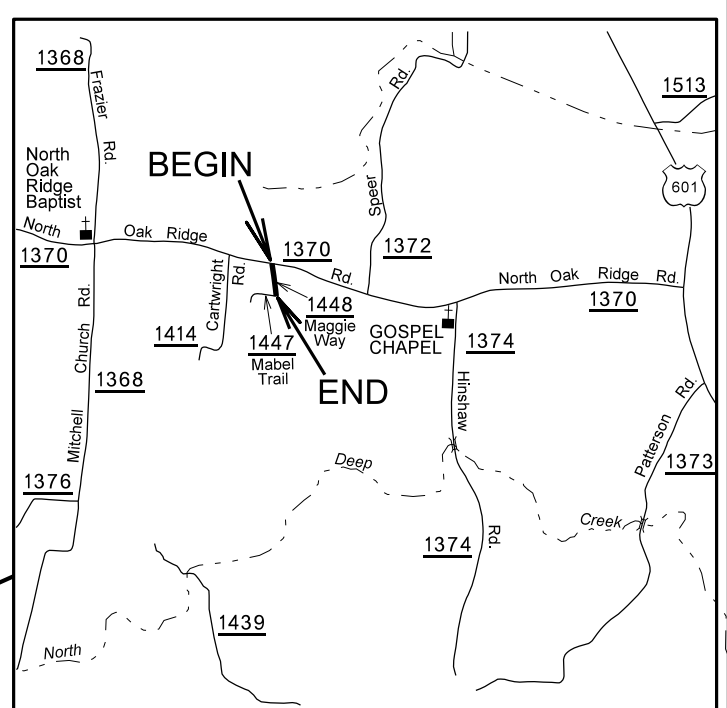 1368
Frazier
Rd.
Rd.
1513
North
Oak
Ridge
Baptist
BEGIN
601
Speer
North Oak Ridge
1370
1370
1372
Rd.
North Oak Ridge Rd.
1370
Cartwright
Rd.
1448
Maggie
Way
1414
1447
Mabel
Trail
GOSPEL
CHAPEL
1374
END
Mitchell Church Rd.
1368
Hinshaw
Rd.
Patterson Rd.
1373
1376
Deep
Creek
1374
1439
North